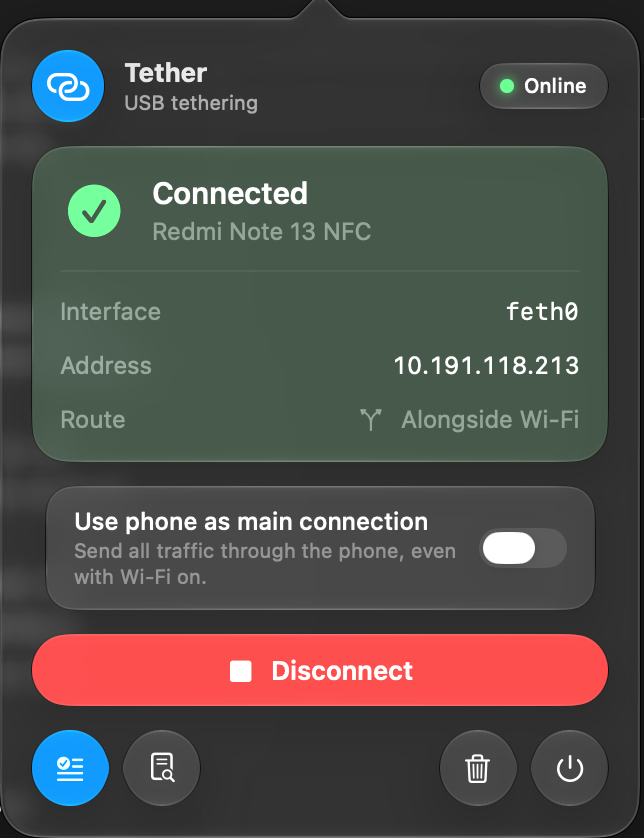 Tether
USB tethering
Online
Connected
Redmi Note 13 NFC
Interface
feth0
Address
10.191.118.213
Route
Alongside Wi-Fi
Use phone as main connection
Send all traffic through the phone, even
with Wi-Fi on.
Disconnect